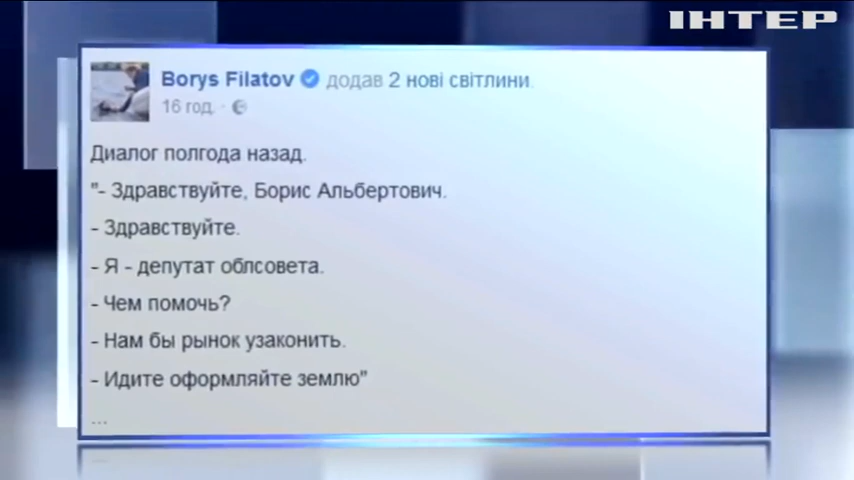 ІНТЕР
Borys Filatov додав 2 нові світлини.
16 год.
Диалог полгода назад.
"- Здравствуйте, Борис Альбертович.
- Здравствуйте.
- Я - депутат облсовета.
- Чем помочь?
- Нам бы рынок узаконить.
- Идите оформляйте землю"
...